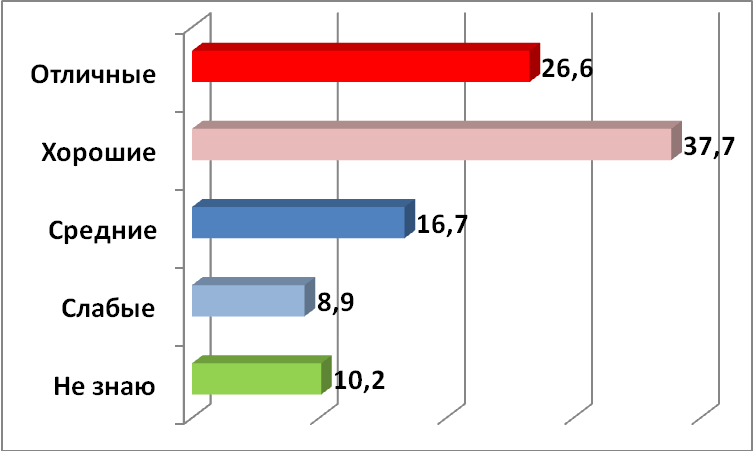 Отличные 26,6
Хорошие 37,7
Средние 16,7
Слабые 8,9
Не знаю 10,2